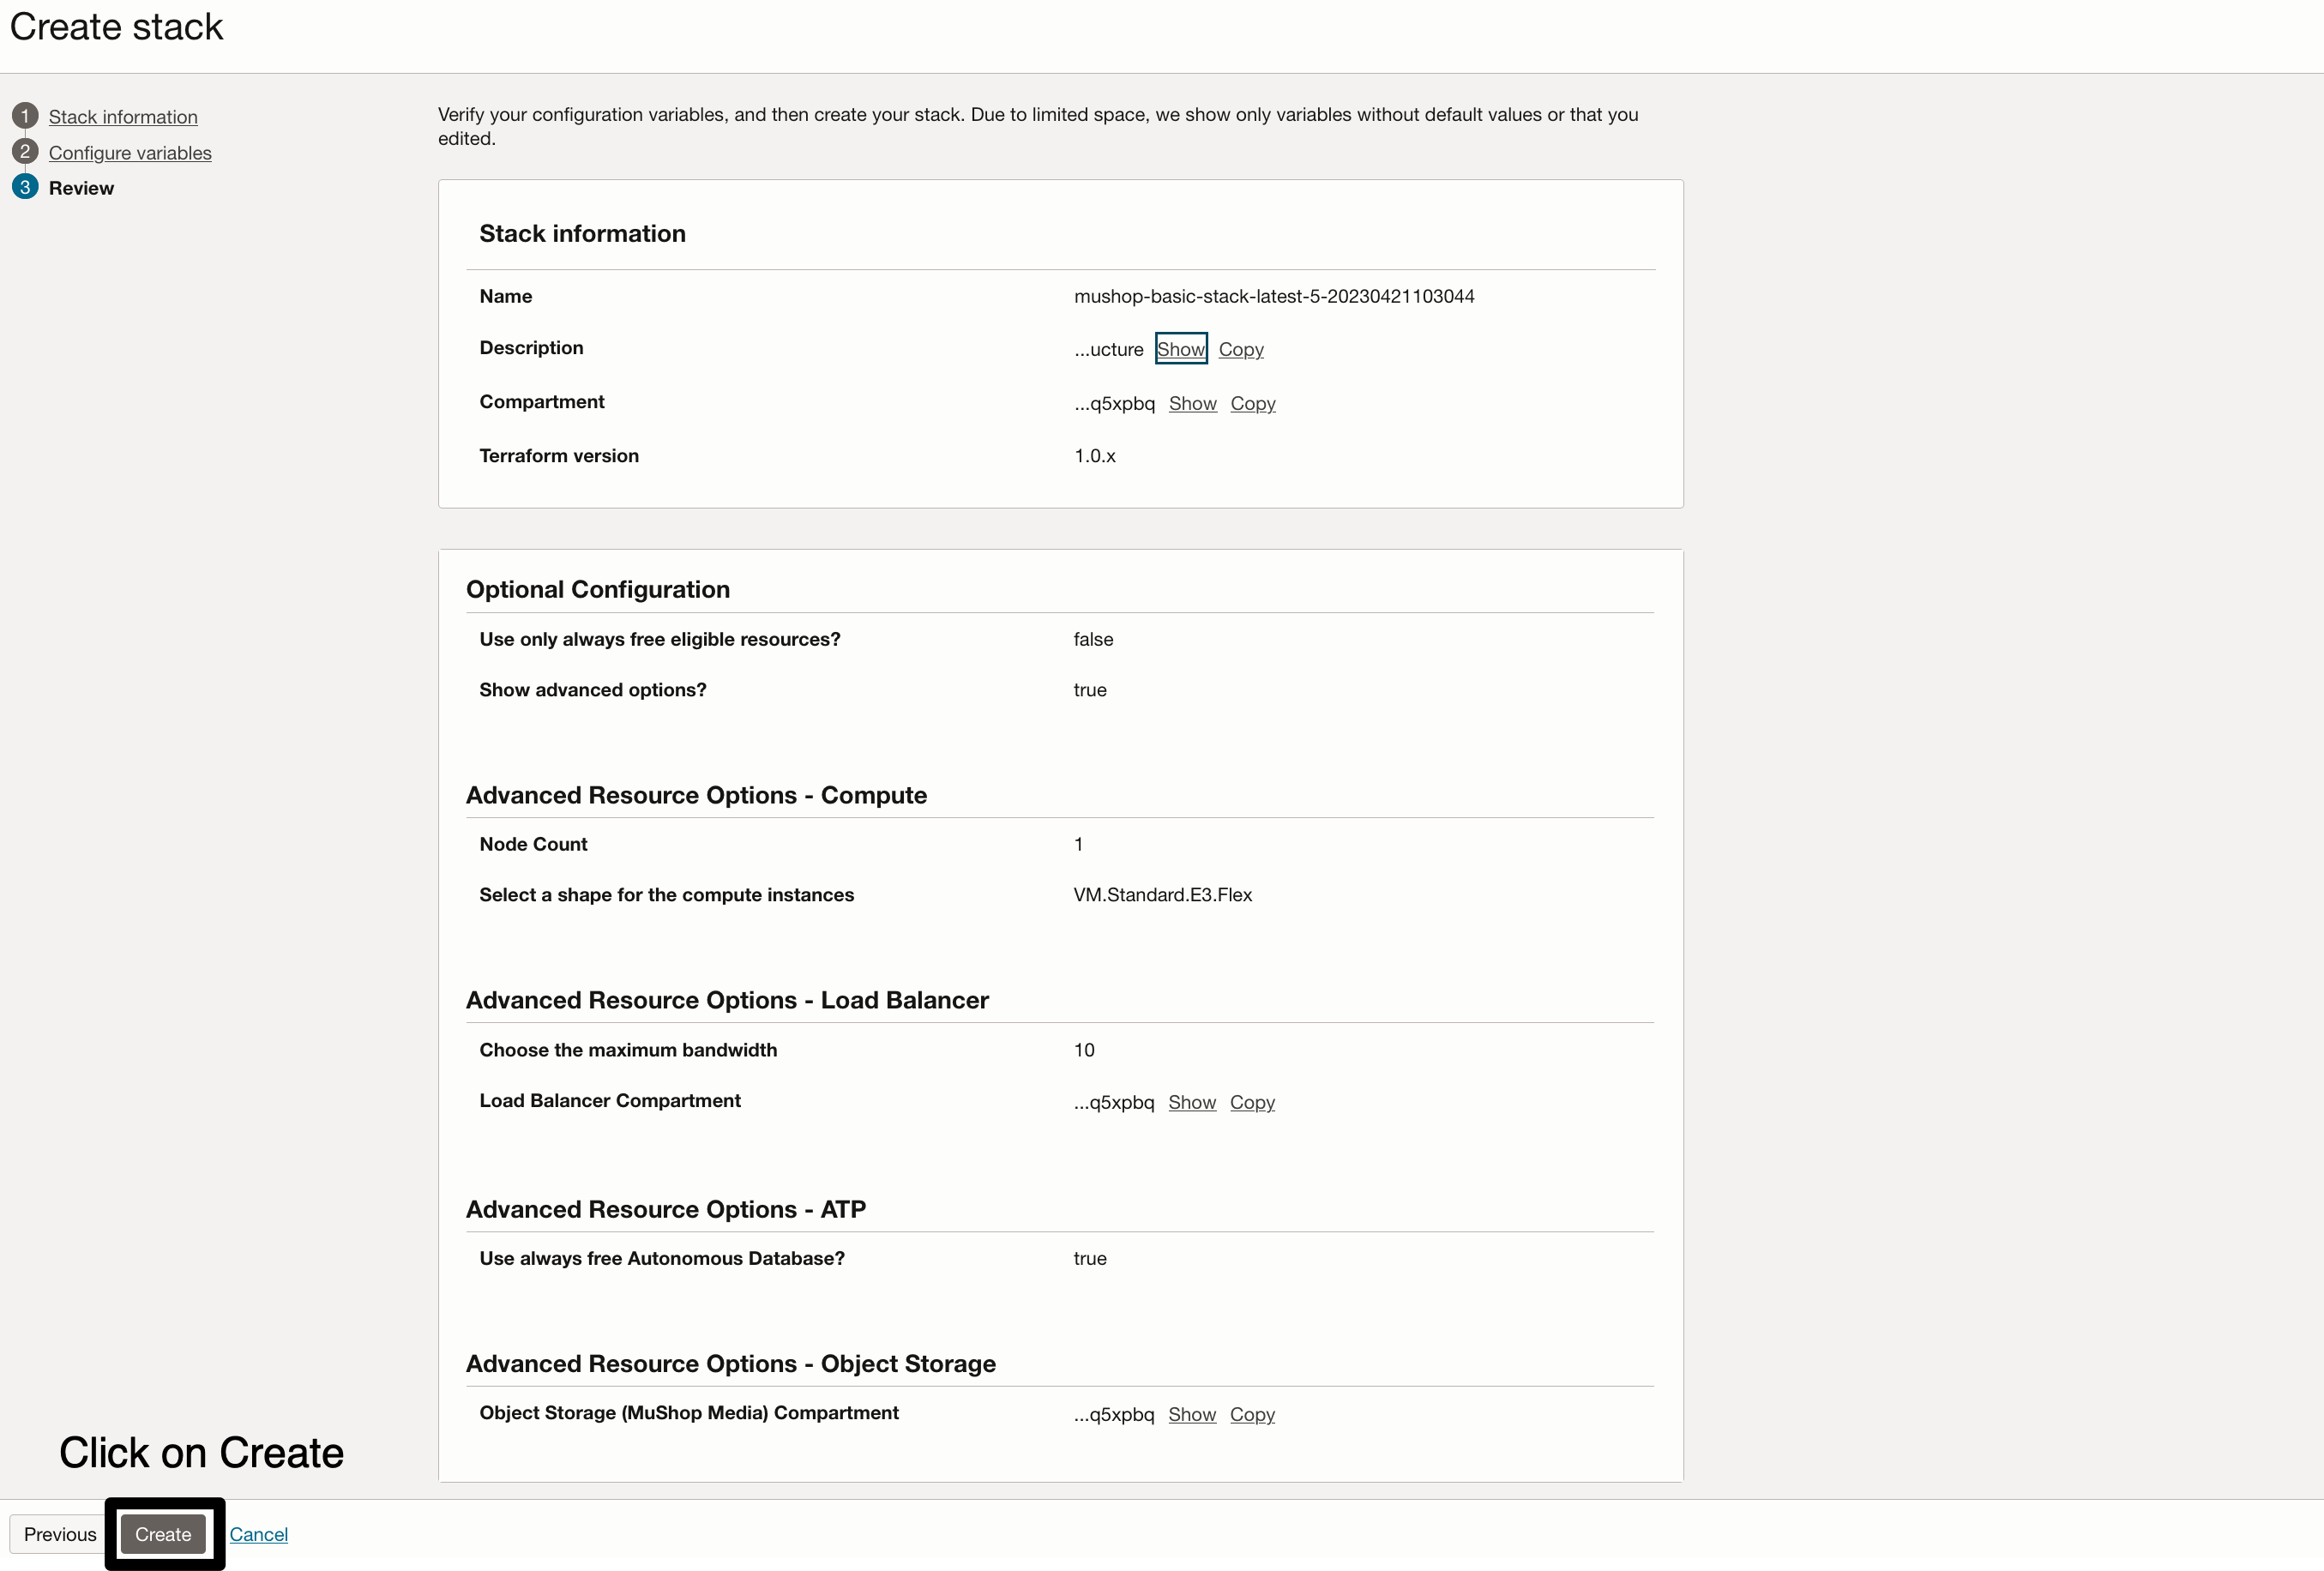 Create stack
1 Stack information
2 Configure variables
3 Review
Verify your configuration variables, and then create your stack. Due to limited space, we show only variables without default values or that you
edited.
Stack information
Name mushop-basic-stack-latest-5-20230421103044
Description ...ucture Show Copy
Compartment ...q5xpbq Show Copy
Terraform version 1.0.x
Optional Configuration
Use only always free eligible resources? false
Show advanced options? true
Advanced Resource Options - Compute
Node Count 1
Select a shape for the compute instances VM.Standard.E3.Flex
Advanced Resource Options - Load Balancer
Choose the maximum bandwidth 10
Load Balancer Compartment ...q5xpbq Show Copy
Advanced Resource Options - ATP
Use always free Autonomous Database? true
Advanced Resource Options - Object Storage
Object Storage (MuShop Media) Compartment ...q5xpbq Show Copy
Click on Create
Previous Create Cancel